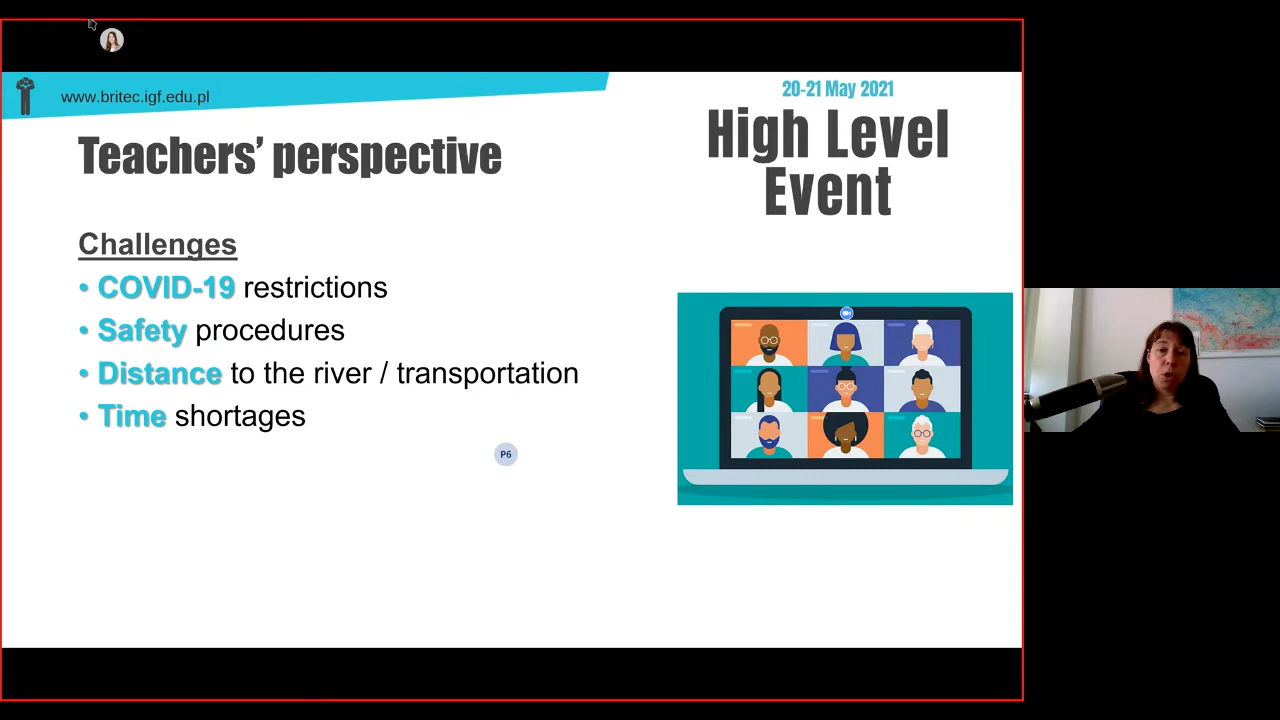 www.britec.igf.edu.pl
20-21 May 2021
High Level
Event
Teachers’ perspective
Challenges
• COVID-19 restrictions
• Safety procedures
• Distance to the river / transportation
• Time shortages
P6